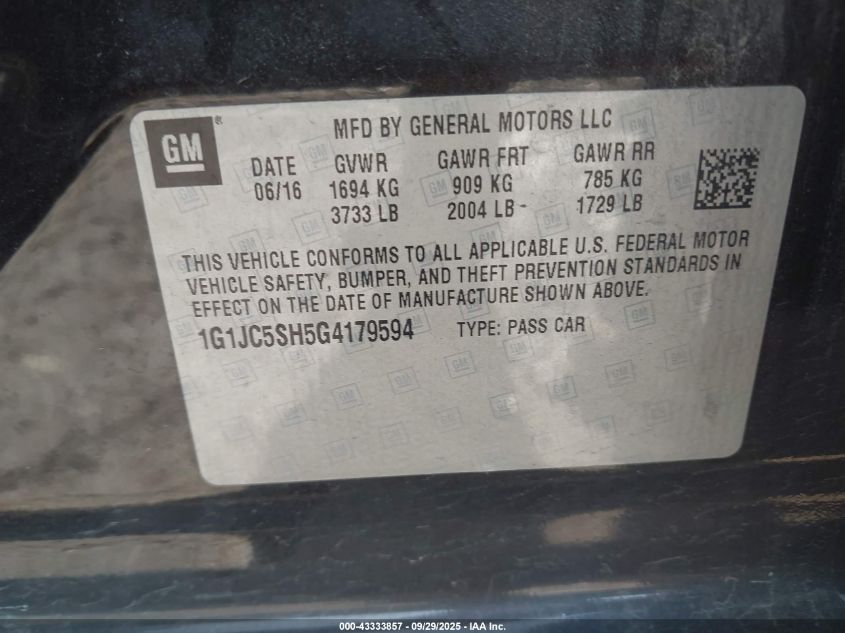 GM ®
MFD BY GENERAL MOTORS LLC
DATE GVWR GAWR FRT GAWR RR
06/16 1694 KG 909 KG 785 KG
3733 LB 2004 LB 1729 LB
THIS VEHICLE CONFORMS TO ALL APPLICABLE U.S. FEDERAL MOTOR
VEHICLE SAFETY, BUMPER, AND THEFT PREVENTION STANDARDS IN
EFFECT ON THE DATE OF MANUFACTURE SHOWN ABOVE.
1G1JC5SH5G4179594 TYPE: PASS CAR
000-43333857 - 09/29/2025 - IAA Inc.